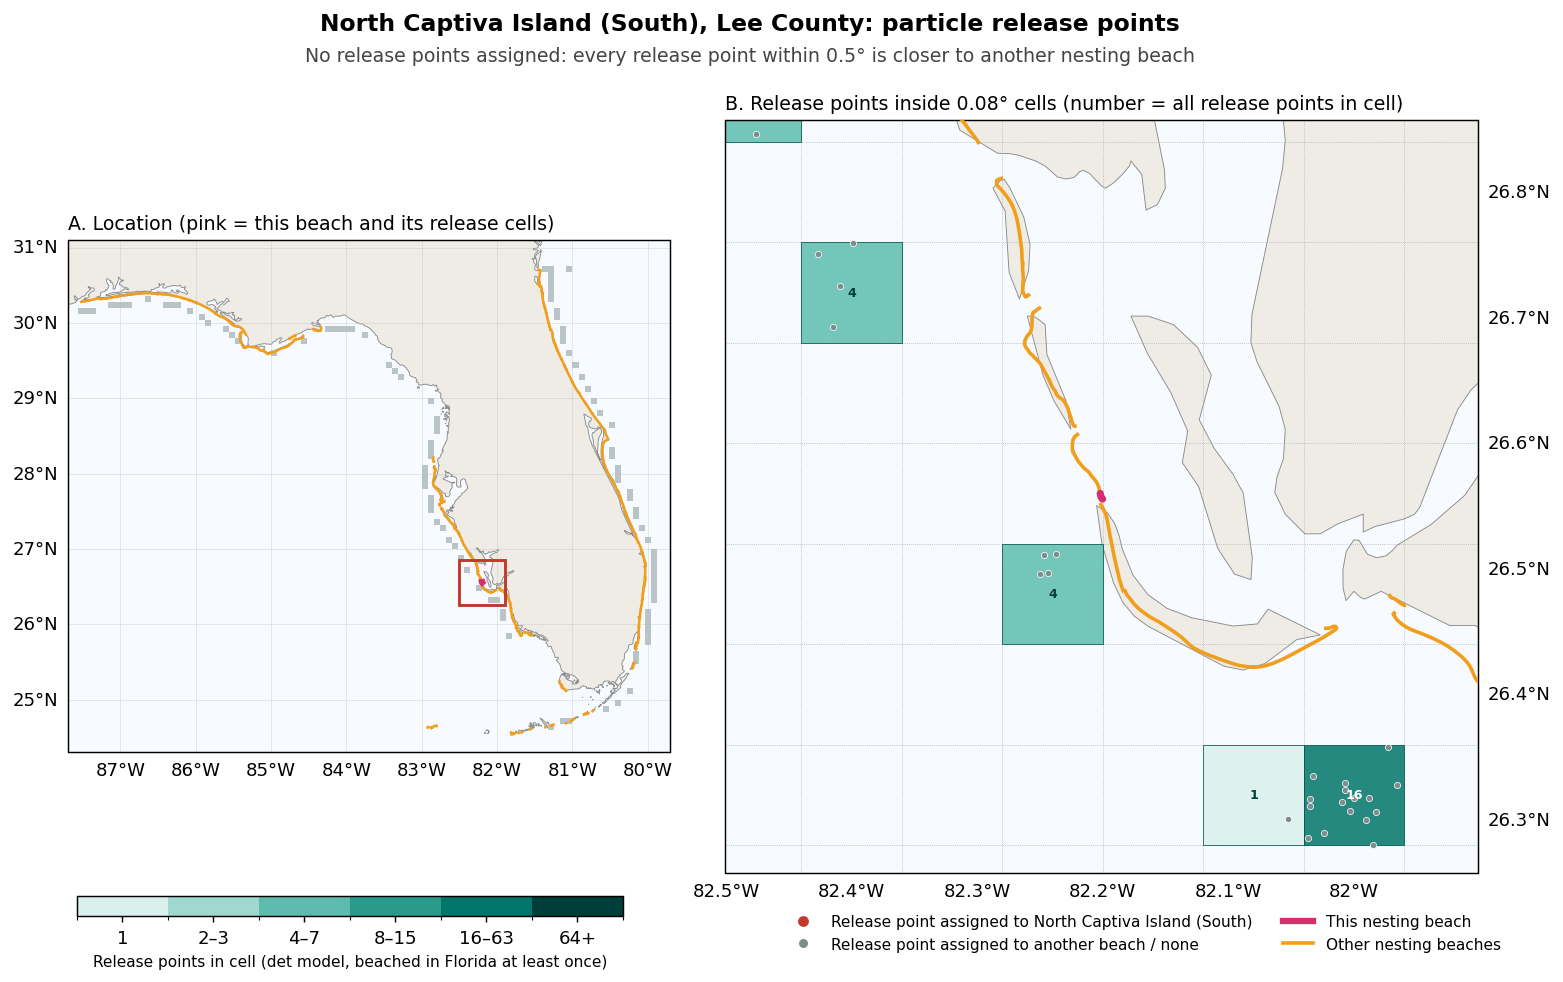 North Captiva Island (South), Lee County: particle release points
No release points assigned: every release point within 0.5° is closer to another nesting beach
A. Location (pink = this beach and its release cells)
31°N
30°N
29°N
28°N
27°N
26°N
25°N
87°W 86°W 85°W 84°W 83°W 82°W 81°W 80°W
1 2–3 4–7 8–15 16–63 64+
Release points in cell (det model, beached in Florida at least once)
B. Release points inside 0.08° cells (number = all release points in cell)
4
4
1
16
26.8°N
26.7°N
26.6°N
26.5°N
26.4°N
26.3°N
82.5°W 82.4°W 82.3°W 82.2°W 82.1°W 82°W
Release point assigned to North Captiva Island (South)
Release point assigned to another beach / none
This nesting beach
Other nesting beaches